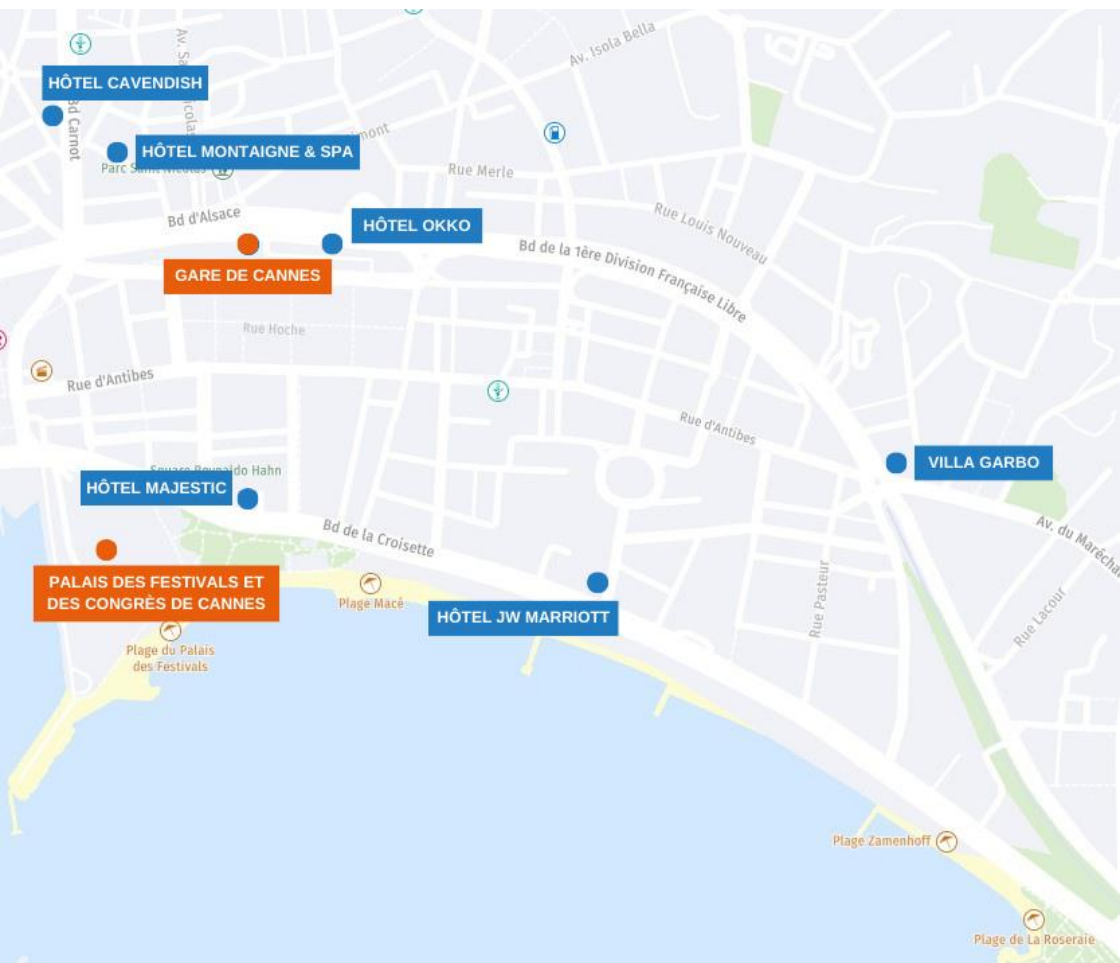 Av. Isola Bella
HÔTEL CAVENDISH
Bd Carnot
HÔTEL MONTAIGNE & SPA
Parc Saint Nicolas
Rue Merle
Bd d'Alsace
HÔTEL OKKO
Rue Louis Nouveau
Bd de la 1ère Division Française Libre
GARE DE CANNES
Rue Hoche
Rue d'Antibes
Rue d'Antibes
VILLA GARBO
HÔTEL MAJESTIC
Bd de la Croisette
Av. du Maréchal
PALAIS DES FESTIVALS ET
DES CONGRÈS DE CANNES
Plage Macé
HÔTEL JW MARRIOTT
Rue Pasteur
Rue Lacour
Plage du Palais
des Festivals
Plage Zamenhoff
Plage de La Roseraie